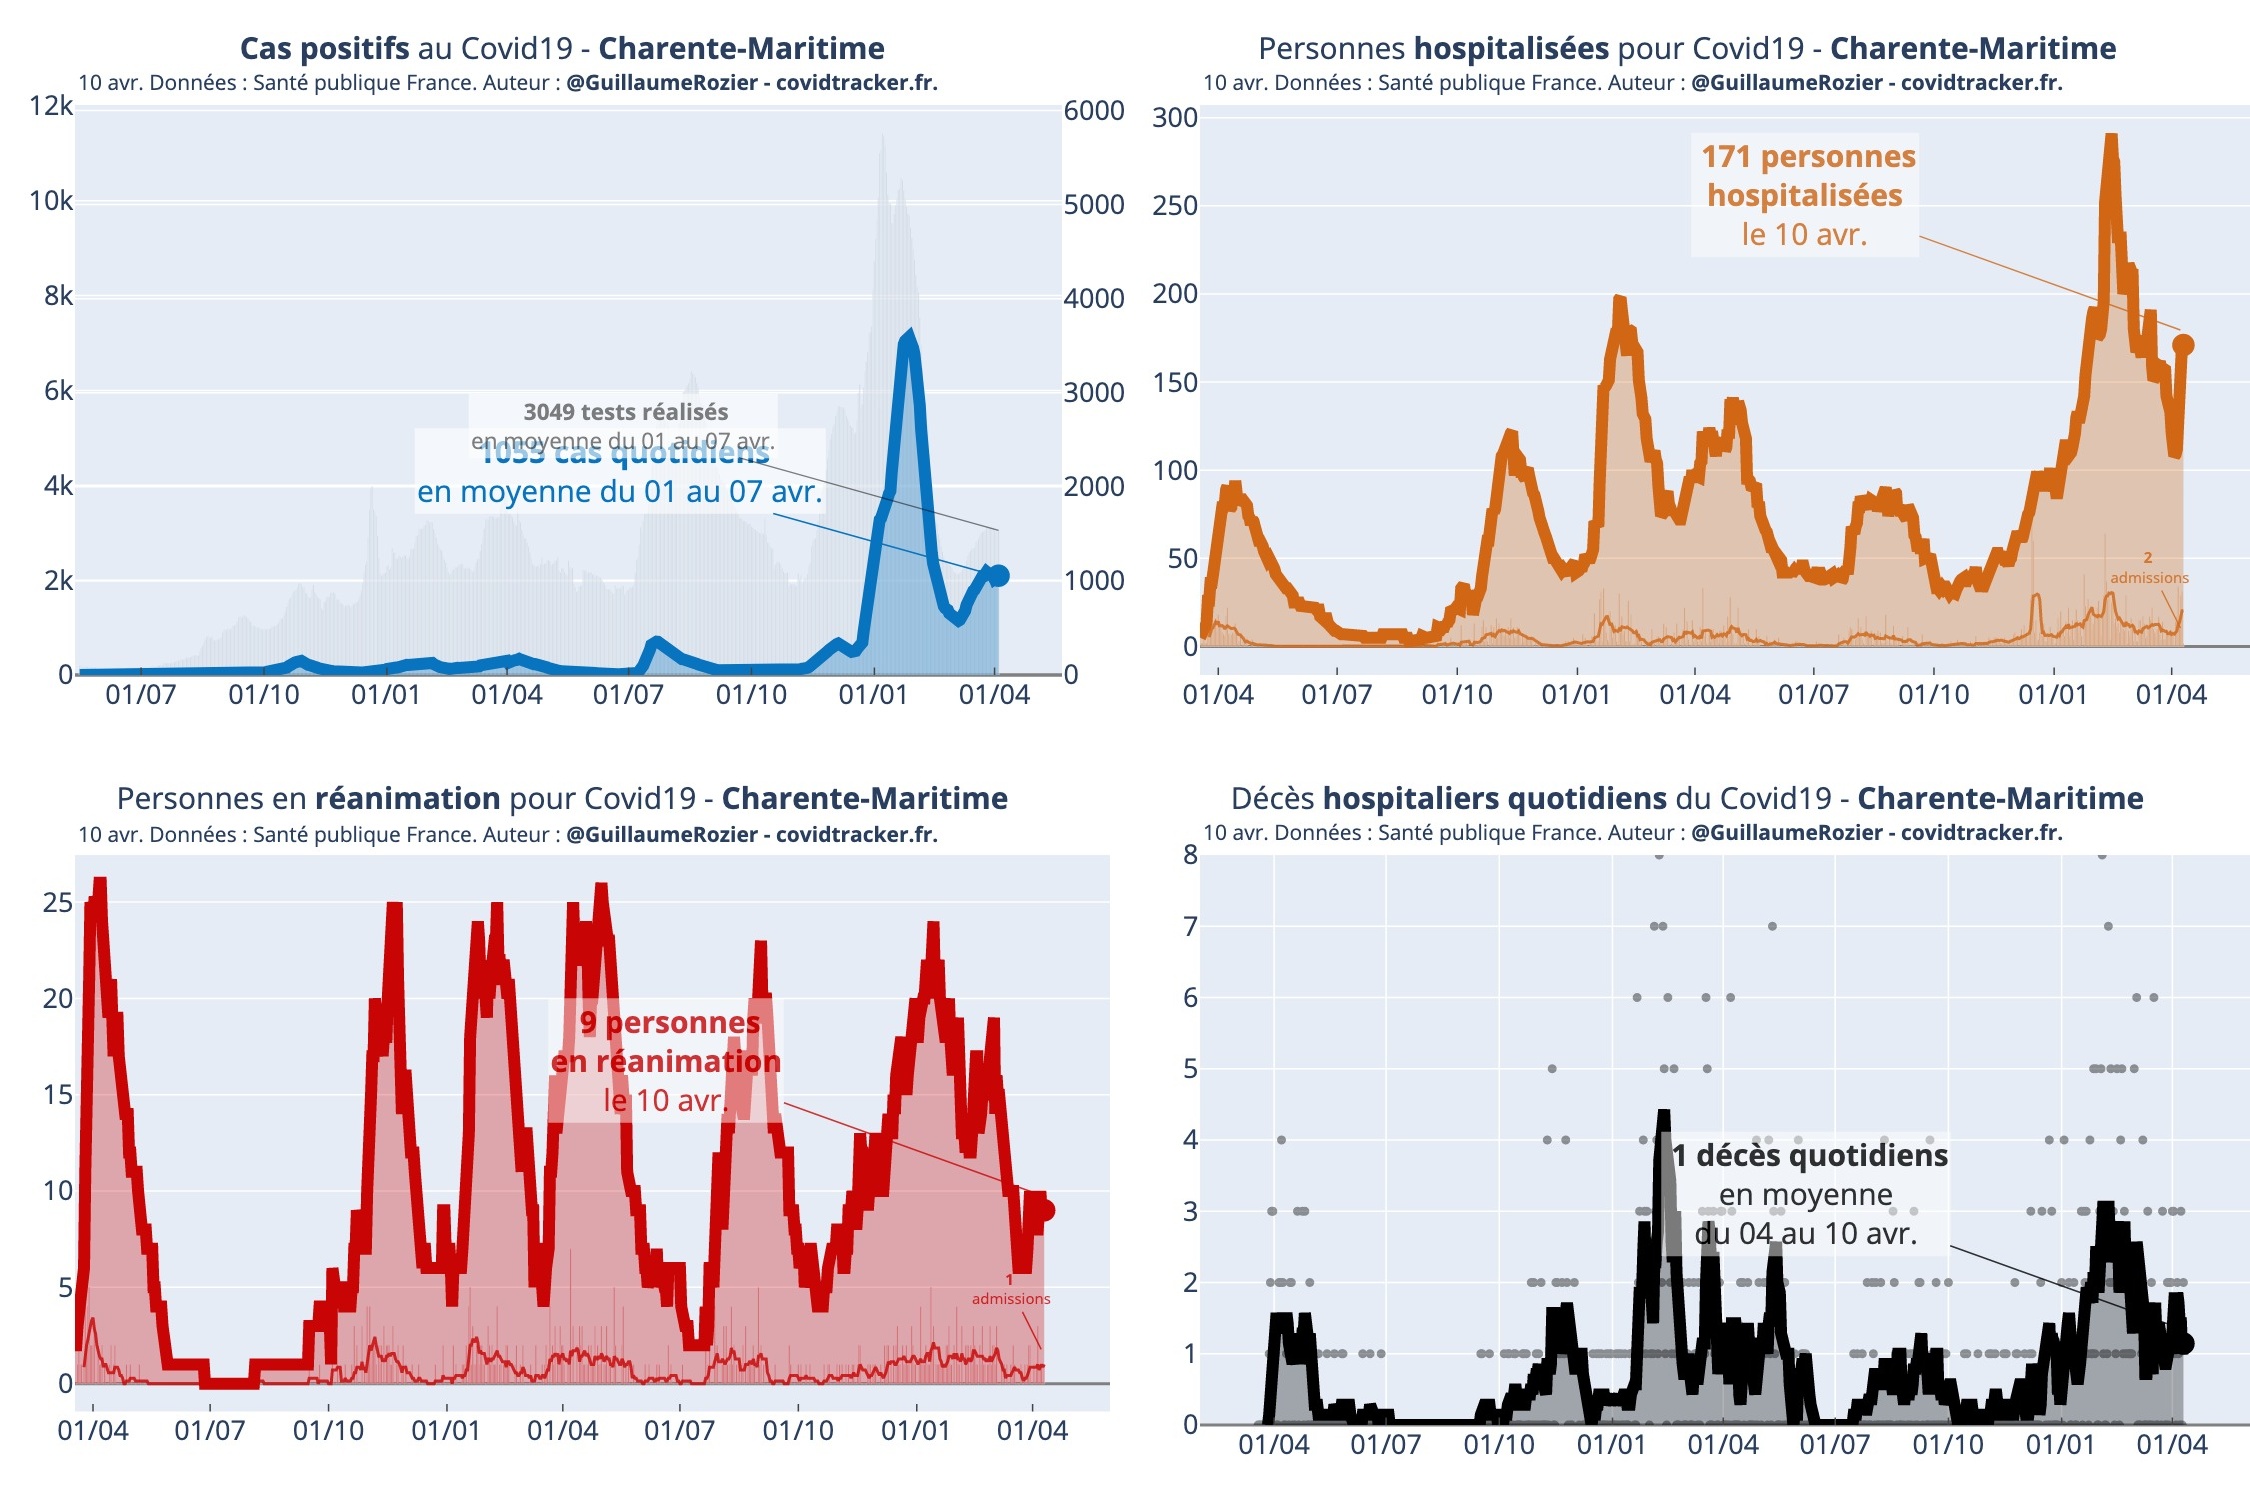 Cas positifs au Covid19 - Charente-Maritime
10 avr. Données : Santé publique France. Auteur : @GuillaumeRozier - covidtracker.fr.
12k
10k
8k
6k
4k
2k
0
6000
5000
4000
3000
2000
1000
0
3049 tests réalisés
en moyenne du 01 au 07 avr.
1055 cas quotidiens
en moyenne du 01 au 07 avr.
01/07 01/10 01/01 01/04 01/07 01/10 01/01 01/04
Personnes hospitalisées pour Covid19 - Charente-Maritime
10 avr. Données : Santé publique France. Auteur : @GuillaumeRozier - covidtracker.fr.
300
250
200
150
100
50
0
171 personnes
hospitalisées
le 10 avr.
2
admissions
01/04 01/07 01/10 01/01 01/04 01/07 01/10 01/01 01/04
Personnes en réanimation pour Covid19 - Charente-Maritime
10 avr. Données : Santé publique France. Auteur : @GuillaumeRozier - covidtracker.fr.
25
20
15
10
5
0
9 personnes
en réanimation
le 10 avr.
1
admissions
01/04 01/07 01/10 01/01 01/04 01/07 01/10 01/01 01/04
Décès hospitaliers quotidiens du Covid19 - Charente-Maritime
10 avr. Données : Santé publique France. Auteur : @GuillaumeRozier - covidtracker.fr.
8
7
6
5
4
3
2
1
0
1 décès quotidiens
en moyenne
du 04 au 10 avr.
01/04 01/07 01/10 01/01 01/04 01/07 01/10 01/01 01/04